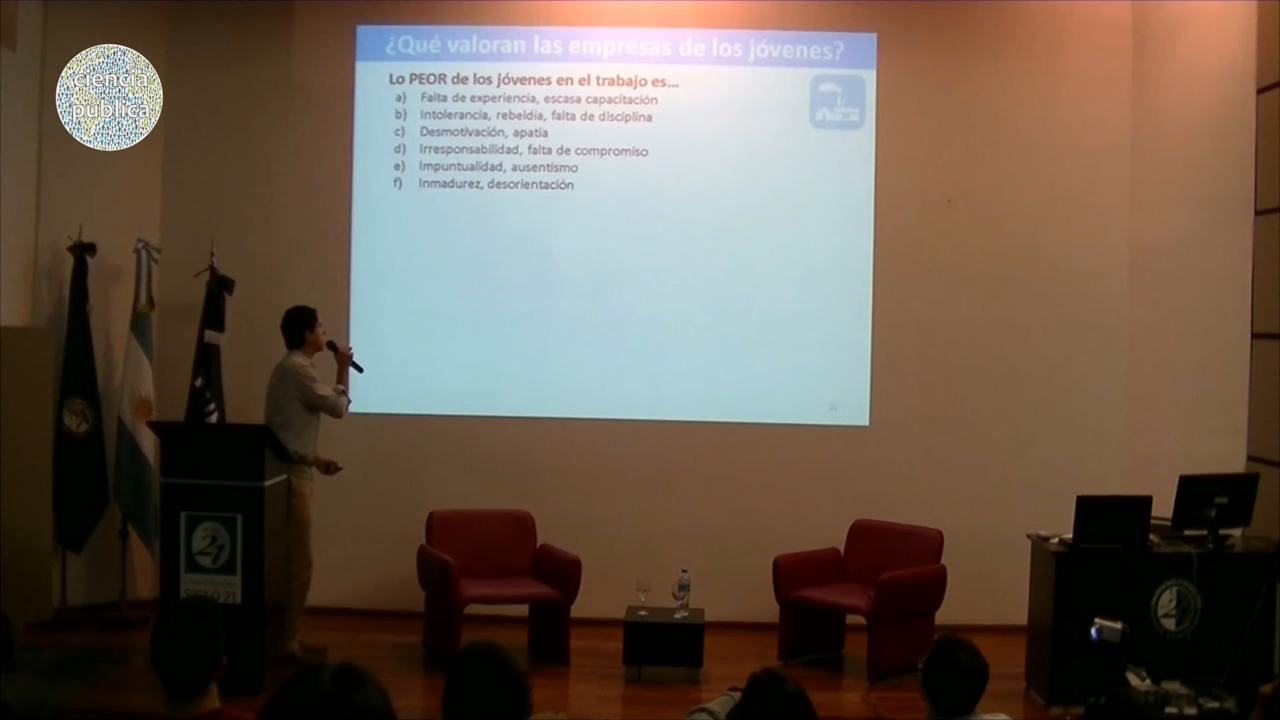 ciencia
pública
¿Qué valoran las empresas de los jóvenes?
Lo PEOR de los jóvenes en el trabajo es...
a) Falta de experiencia, escasa capacitación
b) Intolerancia, rebeldía, falta de disciplina
c) Desmotivación, apatía
d) Irresponsabilidad, falta de compromiso
e) Impuntualidad, ausentismo
f) Inmadurez, desorientación
21
SIGLO 21